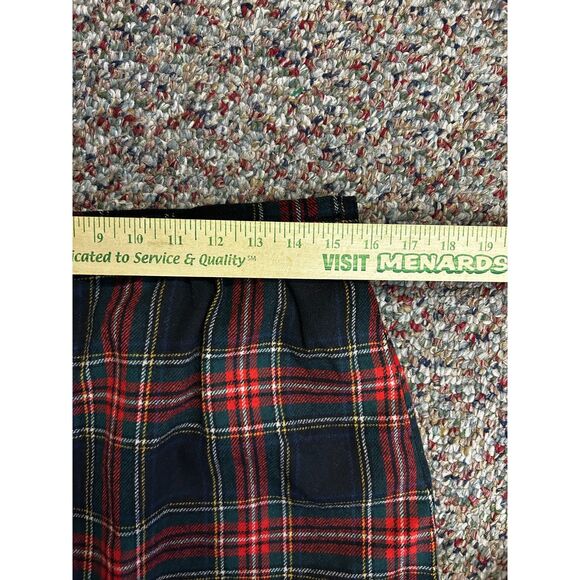 9 10 11 12 13 14 15 16 17 18 19
icated to Service & Quality℠ VISIT MENARDS